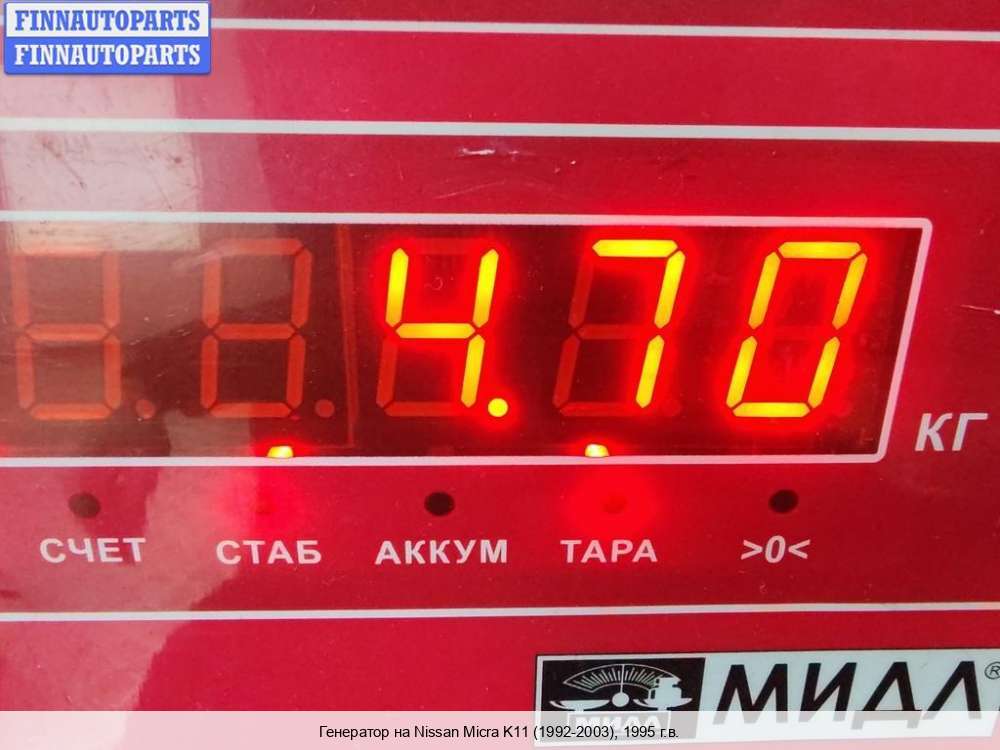 FINNAUTOPARTS
FINNAUTOPARTS
4.70
КГ
СЧЕТ СТАБ АККУМ ТАРА >0<
МИДЛ®
МИДЛ
Генератор на Nissan Micra K11 (1992-2003), 1995 г.в.